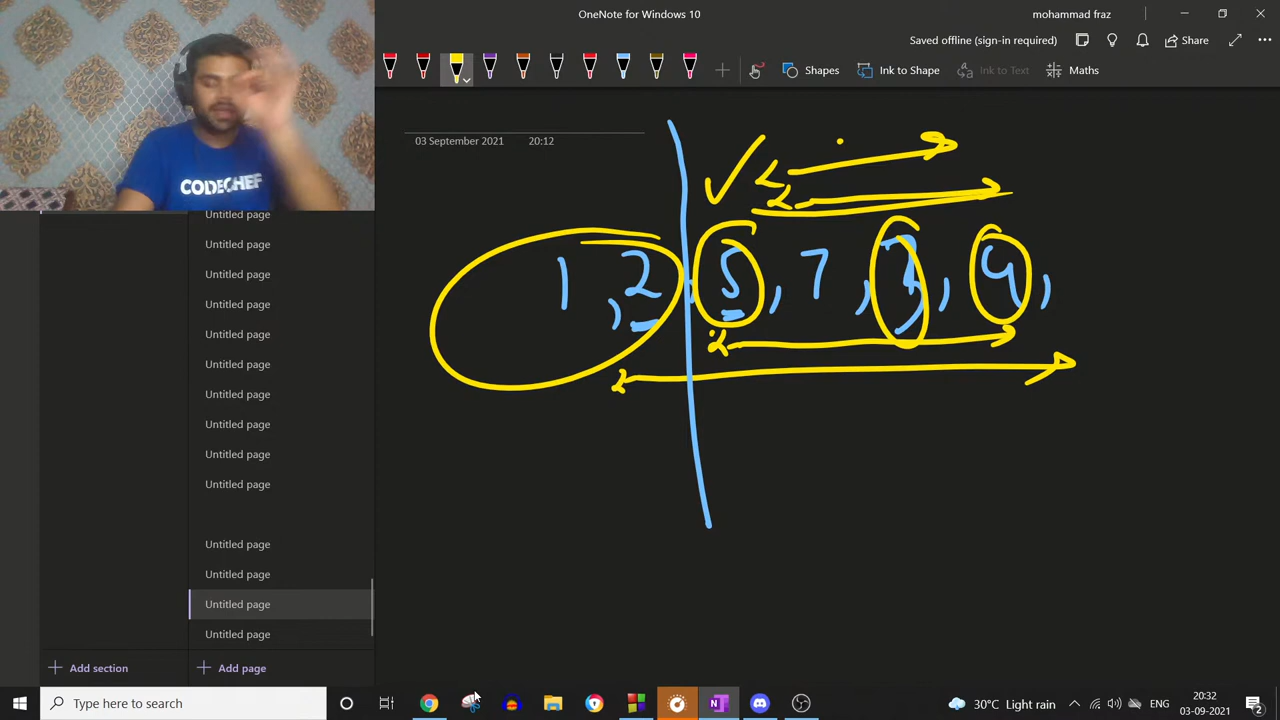 OneNote for Windows 10
mohammad fraz
Saved offline (sign-in required)
Share
Shapes
Ink to Shape
Ink to Text
Maths
03 September 2021 20:12
CODECHEF
1, 2, 5, 7, 7, 9,
Untitled page
Untitled page
Untitled page
Untitled page
Untitled page
Untitled page
Untitled page
Untitled page
Untitled page
Untitled page
Untitled page
Untitled page
Untitled page
Untitled page
Add section
Add page
Type here to search
30°C Light rain
ENG
20:32
03-09-2021
2